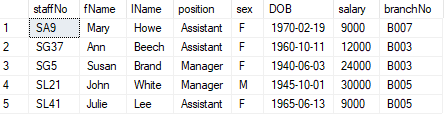 staffNo fName lName position sex DOB salary branchNo
1 SA9 Mary Howe Assistant F 1970-02-19 9000 B007
2 SG37 Ann Beech Assistant F 1960-10-11 12000 B003
3 SG5 Susan Brand Manager F 1940-06-03 24000 B003
4 SL21 John White Manager M 1945-10-01 30000 B005
5 SL41 Julie Lee Assistant F 1965-06-13 9000 B005